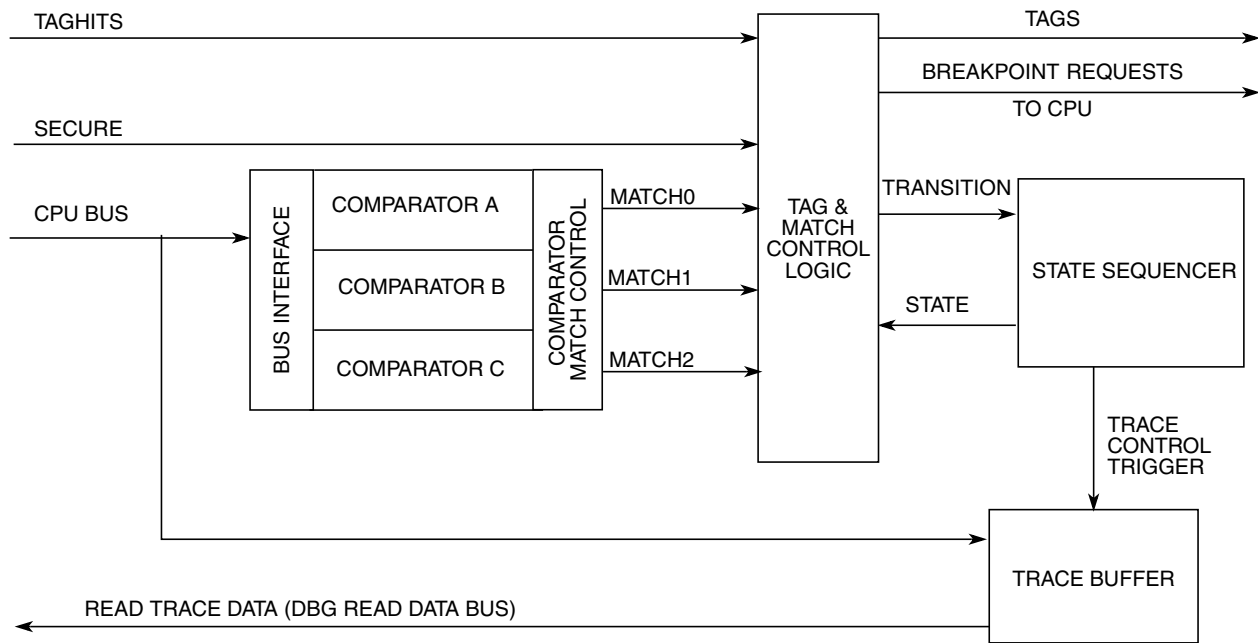 TAGHITS
TAGS
BREAKPOINT REQUESTS
TO CPU
SECURE
CPU BUS
BUS INTERFACE
COMPARATOR A
COMPARATOR B
COMPARATOR C
COMPARATOR
MATCH CONTROL
MATCH0
MATCH1
MATCH2
TAG &
MATCH
CONTROL
LOGIC
TRANSITION
STATE
STATE SEQUENCER
TRACE
CONTROL
TRIGGER
TRACE BUFFER
READ TRACE DATA (DBG READ DATA BUS)